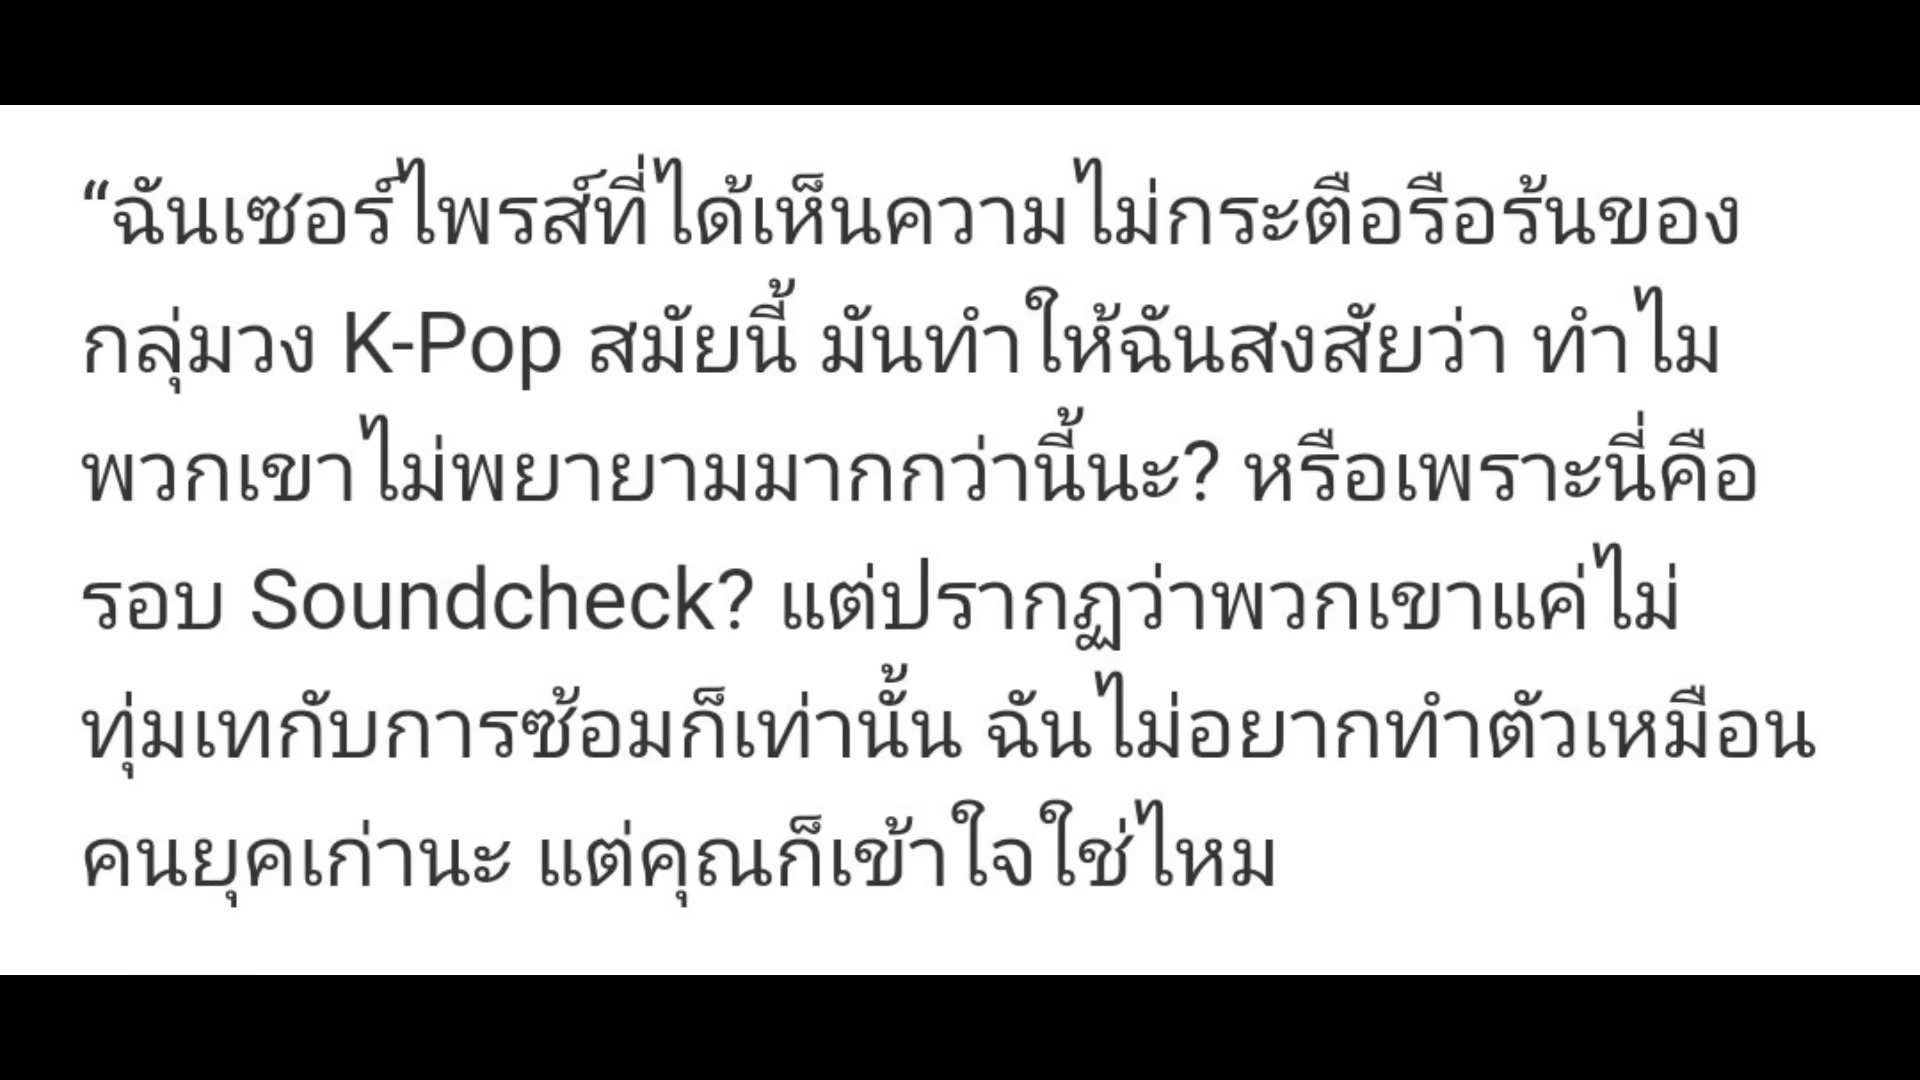 “ฉันเซอร์ไพรส์ที่ได้เห็นความไม่กระตือรือร้นของ
กลุ่มวง K-Pop สมัยนี้ มันทำให้ฉันสงสัยว่า ทำไม
พวกเขาไม่พยายามมากกว่านี้นะ? หรือเพราะนี่คือ
รอบ Soundcheck? แต่ปรากฏว่าพวกเขาแค่ไม่
ทุ่มเทกับการซ้อมก็เท่านั้น ฉันไม่อยากทำตัวเหมือน
คนยุคเก่านะ แต่คุณก็เข้าใจใช่ไหม